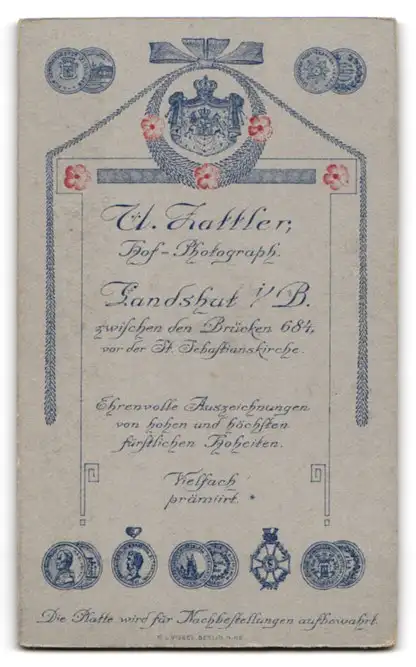 U. Zattler,
Hof-Photograph.
Landshut i/B.
zwischen den Brücken 684,
vor der St. Sebastianskirche.
Ehrenvolle Auszeichnungen
von hohen und höchsten
fürstlichen Hoheiten.
Vielfach
prämiirt.
Die Platte wird für Nachbestellungen aufbewahrt.
BERLIN